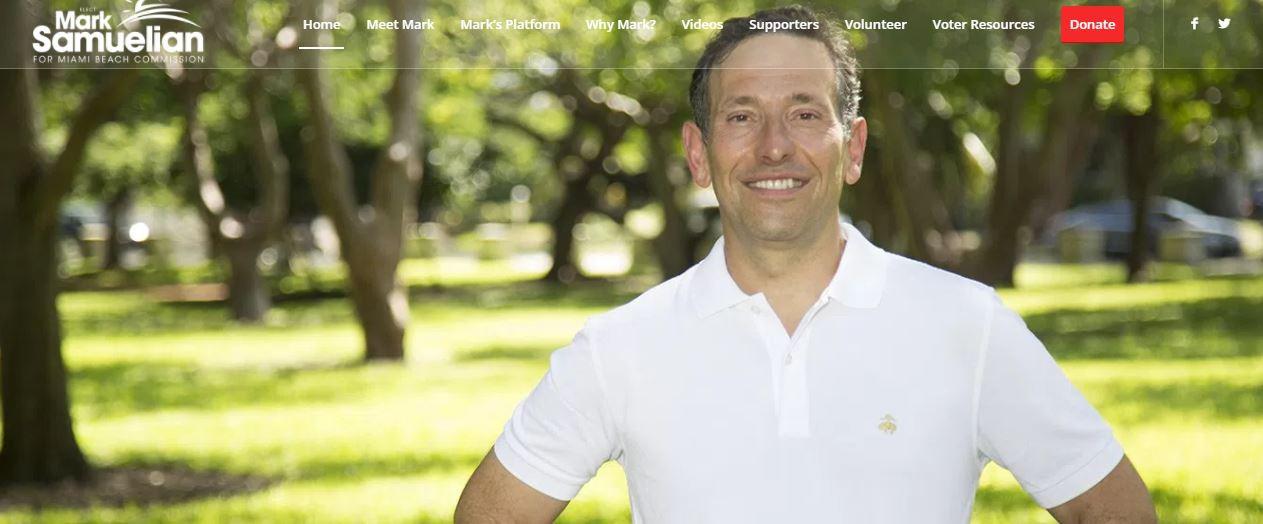 ELECT
Mark
Samuelian
FOR MIAMI BEACH COMMISSION
Home Meet Mark Mark's Platform Why Mark? Videos Supporters Volunteer Voter Resources Donate